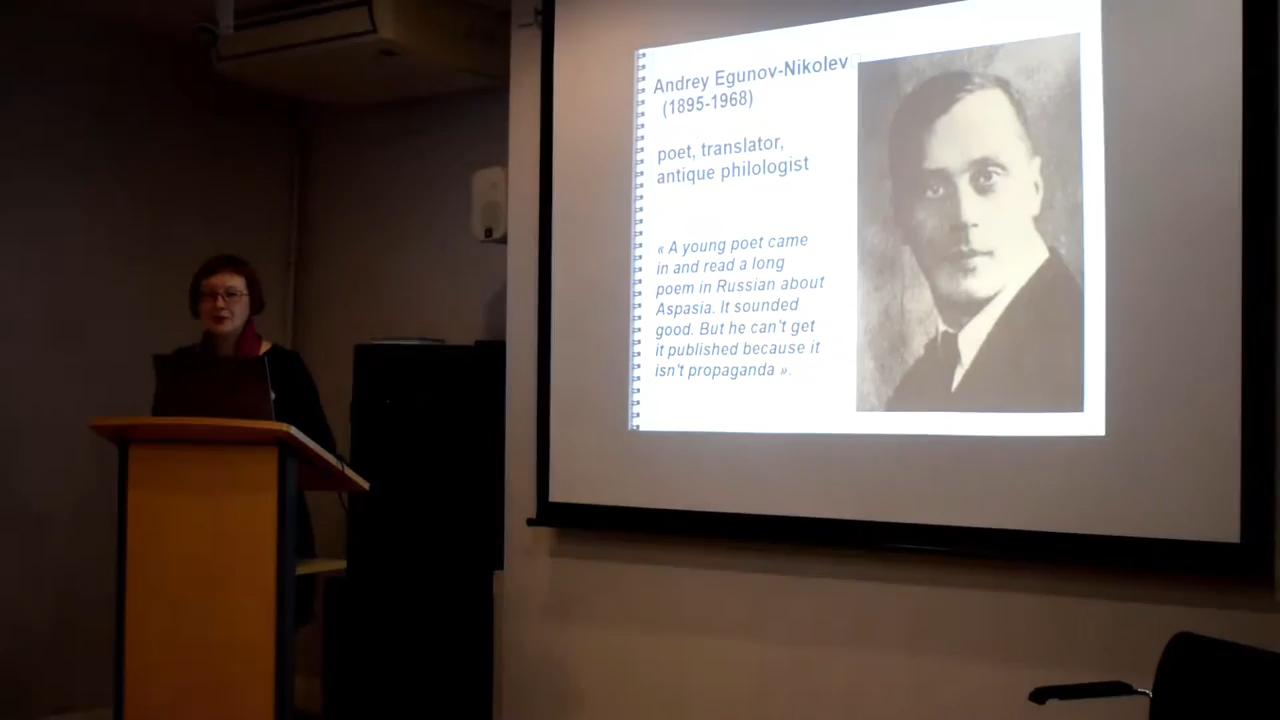 Andrey Egunov-Nikolev
(1895-1968)
poet, translator,
antique philologist
« A young poet came
in and read a long
poem in Russian about
Aspasia. It sounded
good. But he can't get
it published because it
isn't propaganda ».